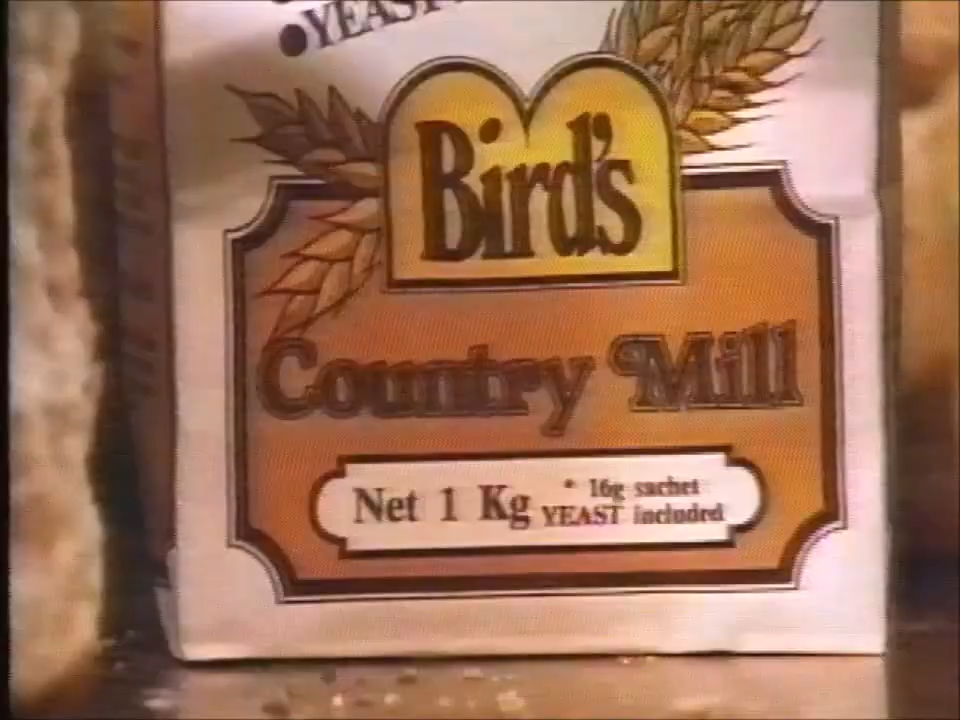 •YEAST
Bird's
Country Mill
Net 1 Kg
* 16g sachet
YEAST included